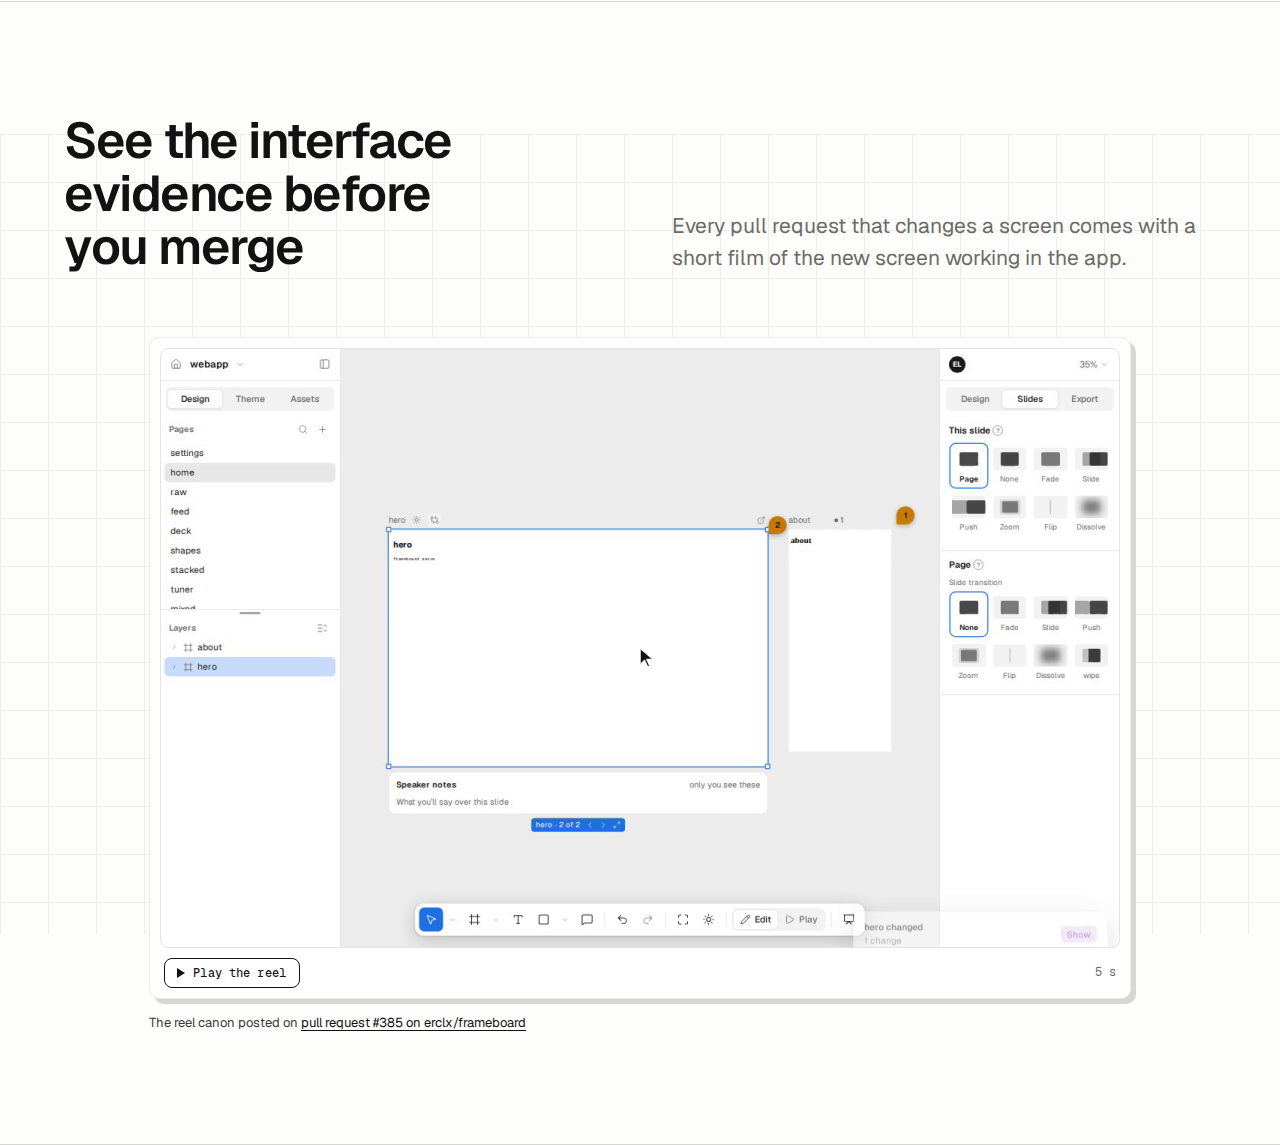 See the interface
evidence before
you merge
Every pull request that changes a screen comes with a
short film of the new screen working in the app.
webapp
Design Theme Assets
Pages
settings
home
raw
feed
deck
shapes
stacked
tuner
mixed
Layers
about
hero
hero
2
about
1
1
hero
frameboard serve
about
Speaker notes
only you see these
What you'll say over this slide
hero · 2 of 2
Edit
Play
hero changed
1 change
Show
EL
35%
Design Slides Export
This slide ?
Page None Fade Slide
Push Zoom Flip Dissolve
Page ?
Slide transition
None Fade Slide Push
Zoom Flip Dissolve wipe
Play the reel
5 s
The reel canon posted on pull request #385 on erclx/frameboard